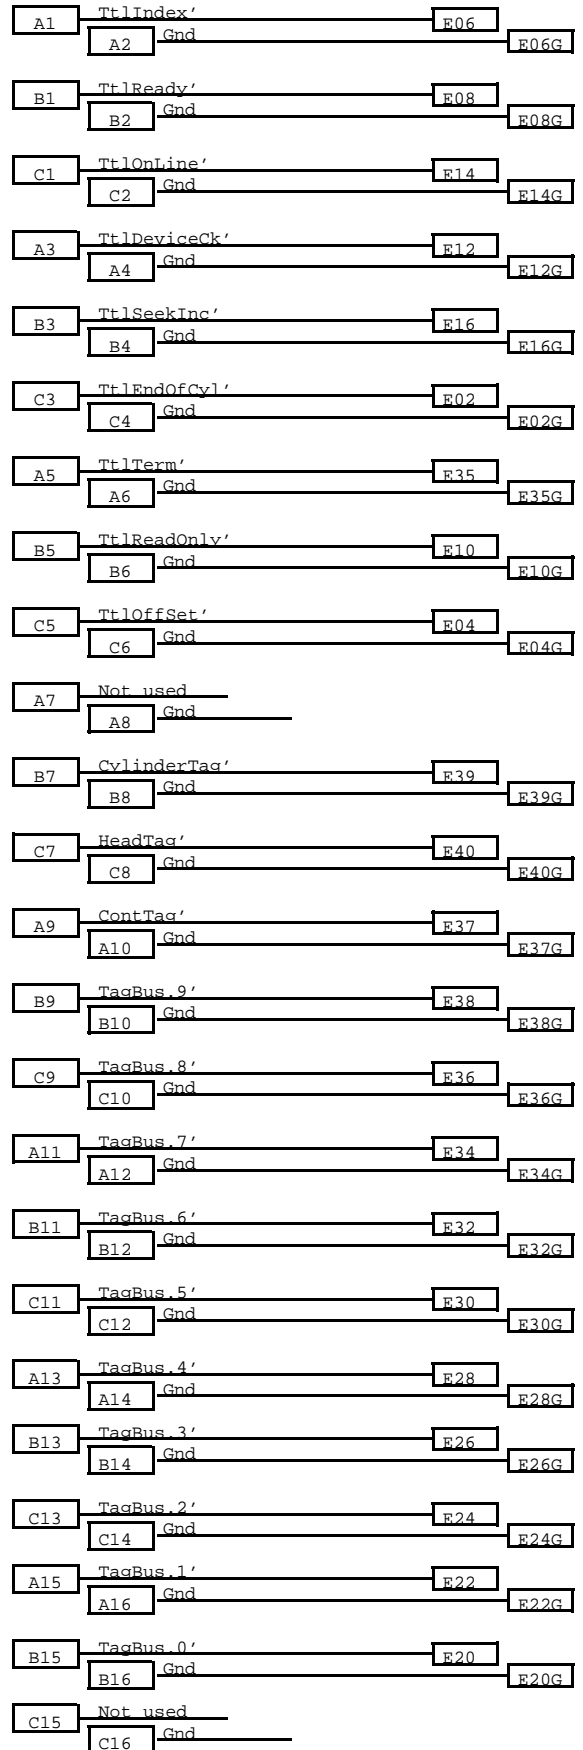 A1 TtlIndex' E06
A2 Gnd E06G
B1 TtlReady' E08
B2 Gnd E08G
C1 TtlOnLine' E14
C2 Gnd E14G
A3 TtlDeviceCk' E12
A4 Gnd E12G
B3 TtlSeekInc' E16
B4 Gnd E16G
C3 TtlEndOfCyl' E02
C4 Gnd E02G
A5 TtlTerm' E35
A6 Gnd E35G
B5 TtlReadOnly' E10
B6 Gnd E10G
C5 TtlOffSet' E04
C6 Gnd E04G
A7 Not used
A8 Gnd
B7 CylinderTag' E39
B8 Gnd E39G
C7 HeadTag' E40
C8 Gnd E40G
A9 ContTag' E37
A10 Gnd E37G
B9 TagBus.9' E38
B10 Gnd E38G
C9 TagBus.8' E36
C10 Gnd E36G
A11 TagBus.7' E34
A12 Gnd E34G
B11 TagBus.6' E32
B12 Gnd E32G
C11 TagBus.5' E30
C12 Gnd E30G
A13 TagBus.4' E28
A14 Gnd E28G
B13 TagBus.3' E26
B14 Gnd E26G
C13 TagBus.2' E24
C14 Gnd E24G
A15 TagBus.1' E22
A16 Gnd E22G
B15 TagBus.0' E20
B16 Gnd E20G
C15 Not used
C16 Gnd